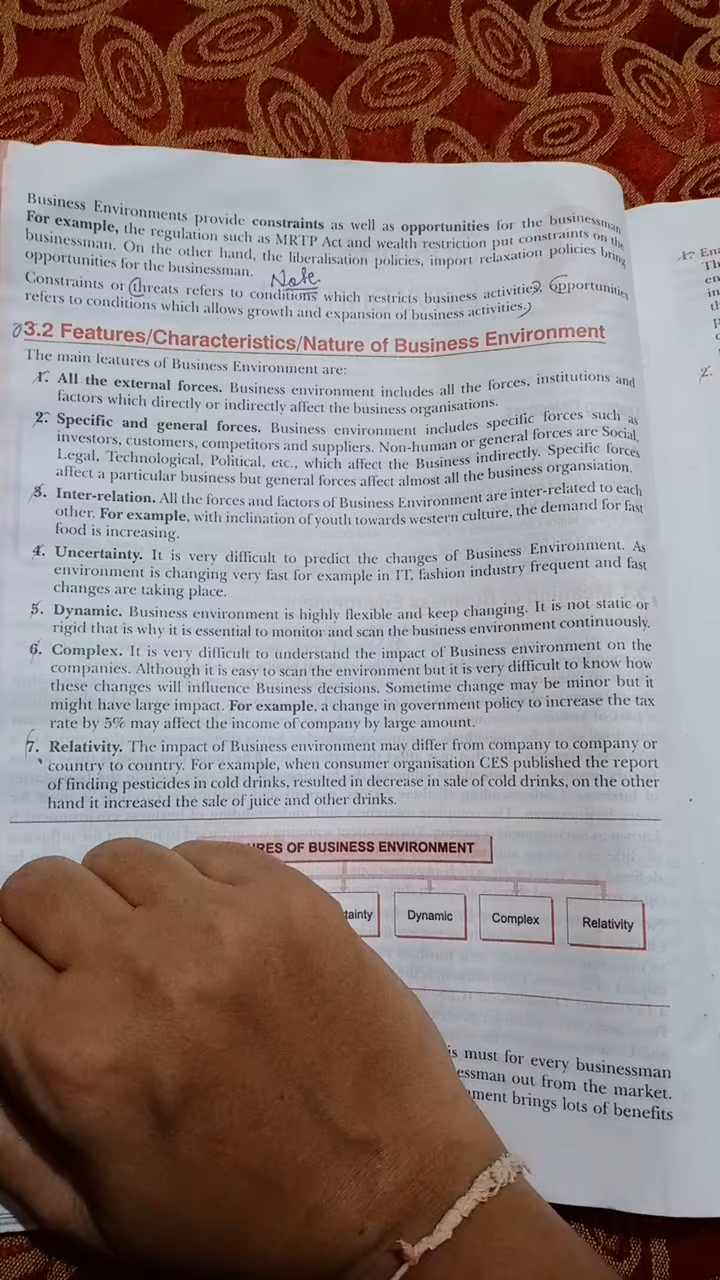 Business Environments provide constraints as well as opportunities for the businessman.
For example, the regulation such as MRTP Act and wealth restriction put constraints on the
businessman. On the other hand, the liberalisation policies, import relaxation policies bring
opportunities for the businessman.
Note
Constraints or threats refers to conditions which restricts business activities. Opportunities
refers to conditions which allows growth and expansion of business activities.
3.2 Features/Characteristics/Nature of Business Environment
The main features of Business Environment are:
1. All the external forces. Business environment includes all the forces, institutions and
factors which directly or indirectly affect the business organisations.
2. Specific and general forces. Business environment includes specific forces such as
investors, customers, competitors and suppliers. Non-human or general forces are Social,
Legal, Technological, Political, etc., which affect the Business indirectly. Specific forces
affect a particular business but general forces affect almost all the business organsiation.
3. Inter-relation. All the forces and factors of Business Environment are inter-related to each
other. For example, with inclination of youth towards western culture, the demand for fast
food is increasing.
4. Uncertainty. It is very difficult to predict the changes of Business Environment. As
environment is changing very fast for example in IT, fashion industry frequent and fast
changes are taking place.
5. Dynamic. Business environment is highly flexible and keep changing. It is not static or
rigid that is why it is essential to monitor and scan the business environment continuously.
6. Complex. It is very difficult to understand the impact of Business environment on the
companies. Although it is easy to scan the environment but it is very difficult to know how
these changes will influence Business decisions. Sometime change may be minor but it
might have large impact. For example, a change in government policy to increase the tax
rate by 5% may affect the income of company by large amount.
7. Relativity. The impact of Business environment may differ from company to company or
country to country. For example, when consumer organisation CES published the report
of finding pesticides in cold drinks, resulted in decrease in sale of cold drinks, on the other
hand it increased the sale of juice and other drinks.
RES OF BUSINESS ENVIRONMENT
tainty Dynamic Complex Relativity
is must for every businessman
essman out from the market.
ment brings lots of benefits
1. En
Th
en
in
2.